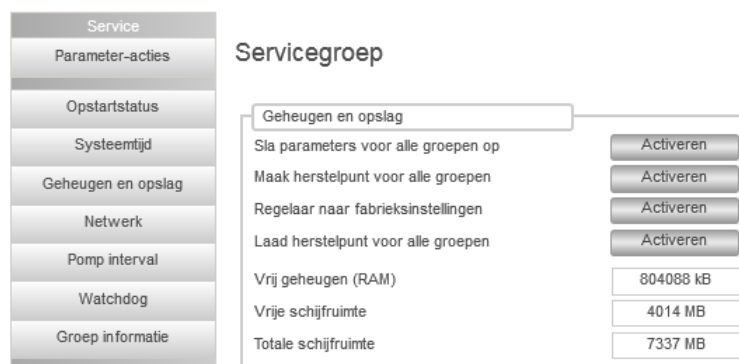 Service
Parameter-acties
Opstartstatus
Systeemtijd
Geheugen en opslag
Netwerk
Pomp interval
Watchdog
Groep informatie
Servicegroep
Geheugen en opslag
Sla parameters voor alle groepen op Activeren
Maak herstelpunt voor alle groepen Activeren
Regelaar naar fabrieksinstellingen Activeren
Laad herstelpunt voor alle groepen Activeren
Vrij geheugen (RAM) 804088 kB
Vrije schijfruimte 4014 MB
Totale schijfruimte 7337 MB